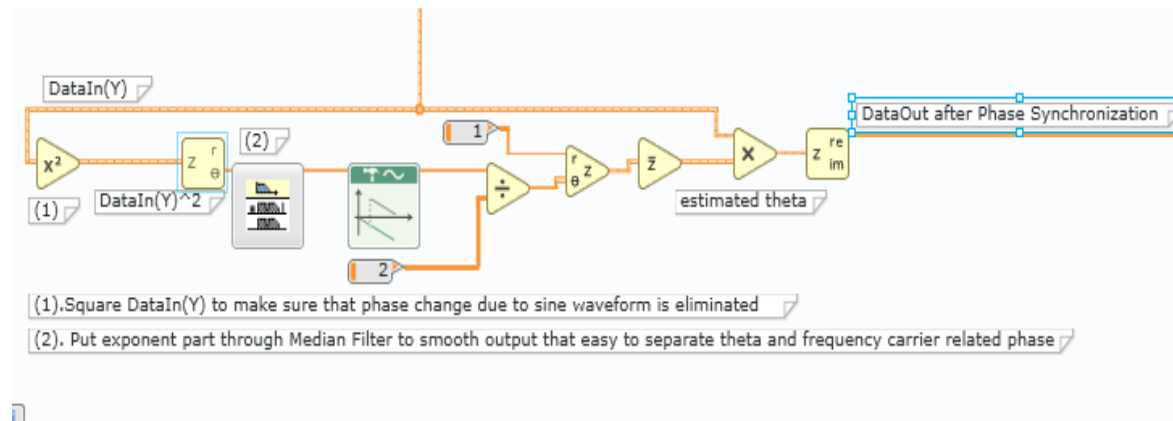 DataIn(Y)
DataOut after Phase Synchronization
1
(2)
x²
z
r
θ
r
θ
z
z̄
x
z
re
im
(1)
DataIn(Y)^2
÷
estimated theta
2
(1).Square DataIn(Y) to make sure that phase change due to sine waveform is eliminated
(2). Put exponent part through Median Filter to smooth output that easy to separate theta and frequency carrier related phase